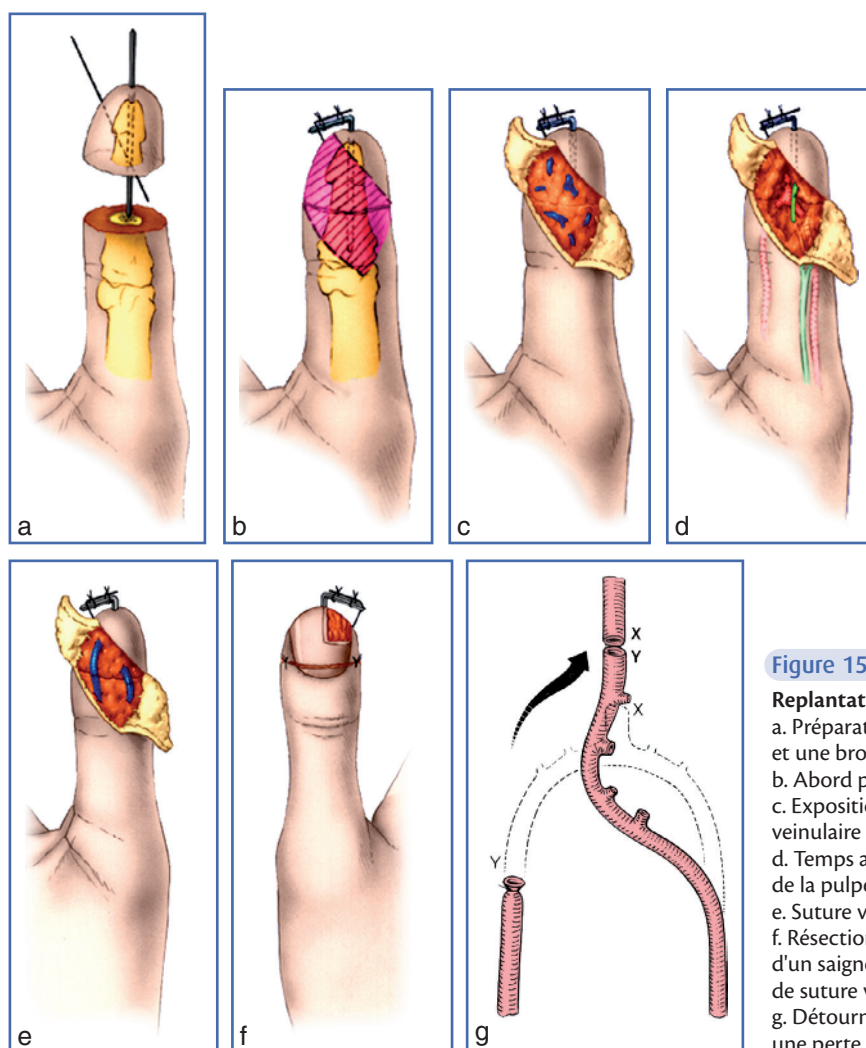 a
b
c
d
e
f
X
Y
X
Y
g
Figure 15
Replantat
a. Préparat
et une bro
b. Abord p
c. Expositi
veinulaire
d. Temps a
de la pulpe
e. Suture v
f. Résection
d'un saigne
de suture v
g. Détourn
une perte